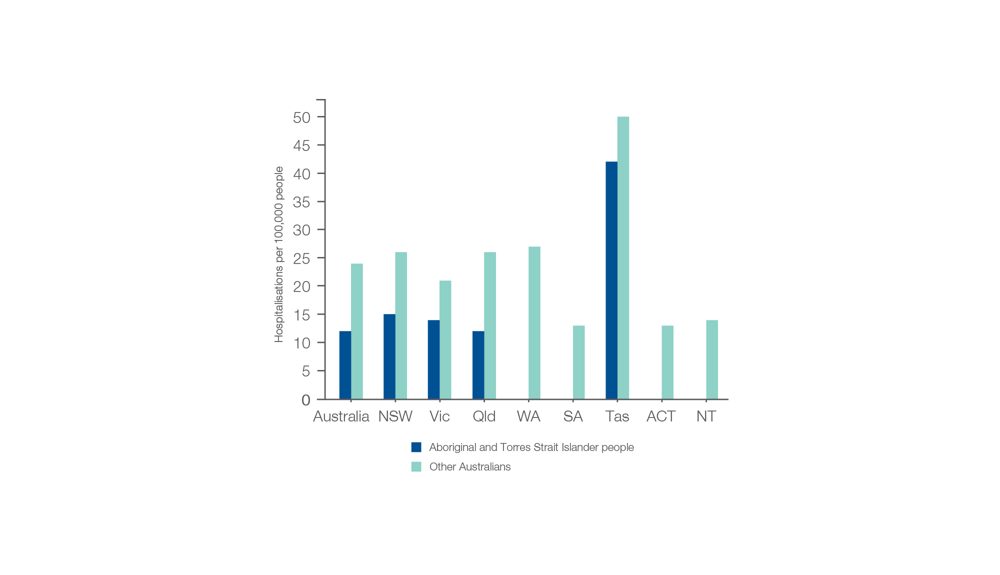 Hospitalisations per 100,000 people
50
45
40
35
30
25
20
15
10
5
0
Australia NSW Vic Qld WA SA Tas ACT NT
Aboriginal and Torres Strait Islander people
Other Australians